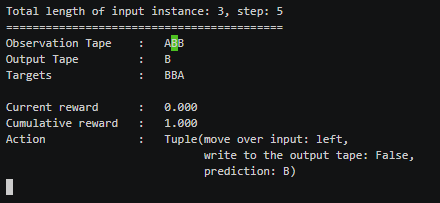 Total length of input instance: 3, step: 5
==========================================
Observation Tape    :   ABB
Output Tape         :   B
Targets             :   BBA
Current reward      :   0.000
Cumulative reward   :   1.000
Action              :   Tuple(move over input: left,
                              write to the output tape: False,
                              prediction: B)